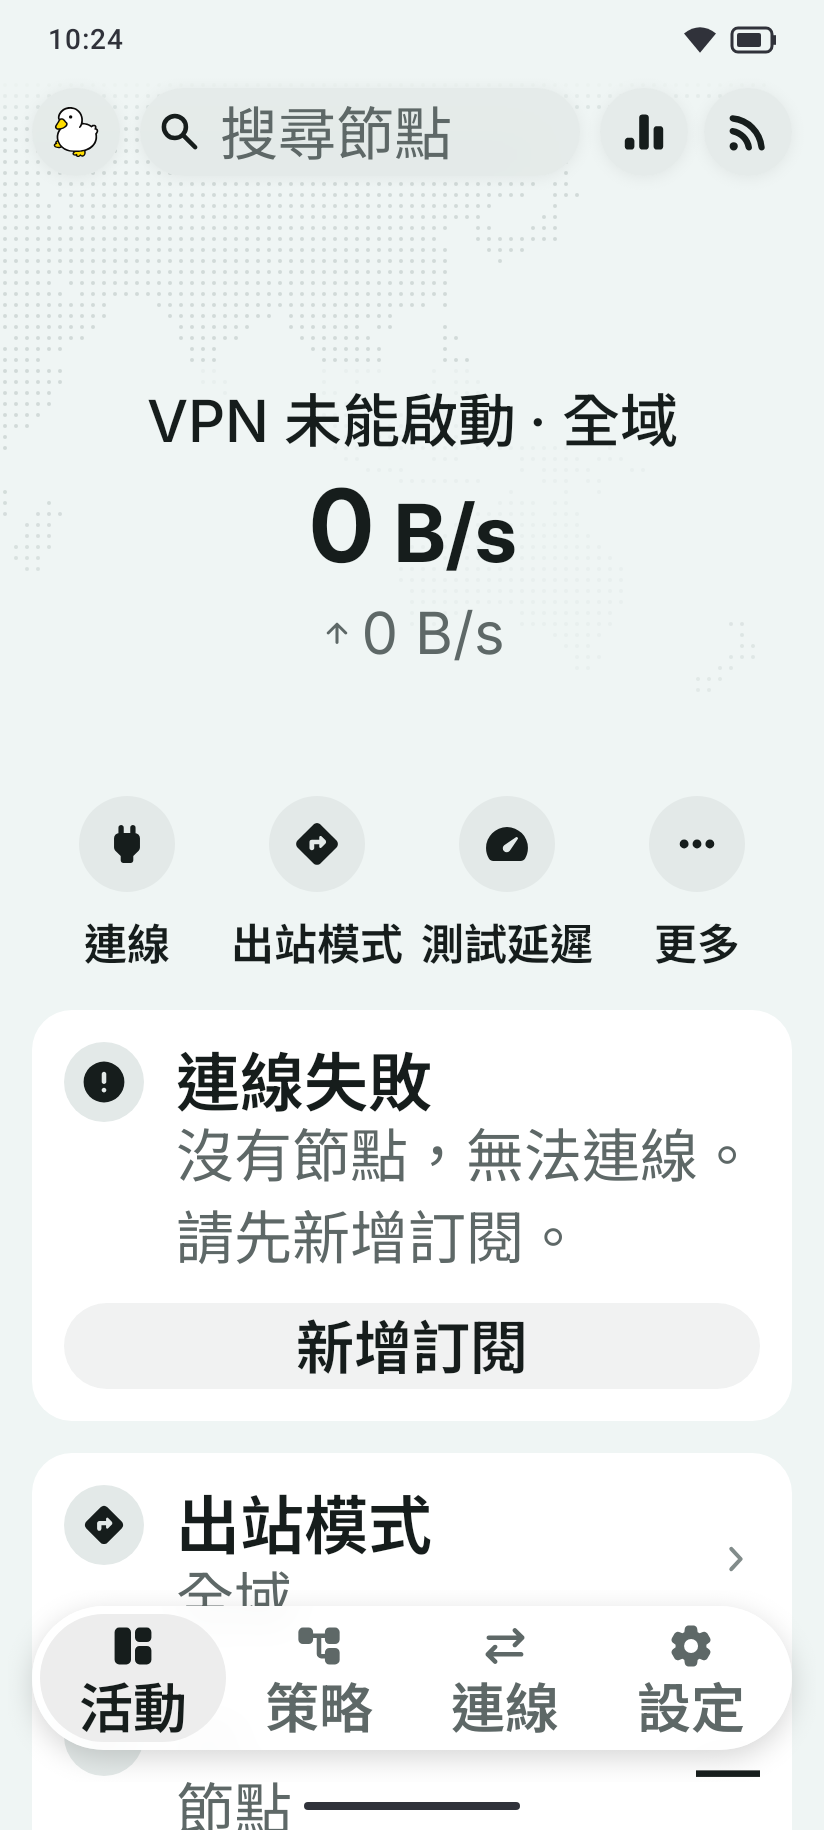 10:24
搜尋節點
VPN 未能啟動 · 全域
0 B/s
↑ 0 B/s
連線
出站模式
測試延遲
更多
連線失敗
沒有節點，無法連線。
請先新增訂閱。
新增訂閱
出站模式
全域
活動
策略
連線
設定
節點